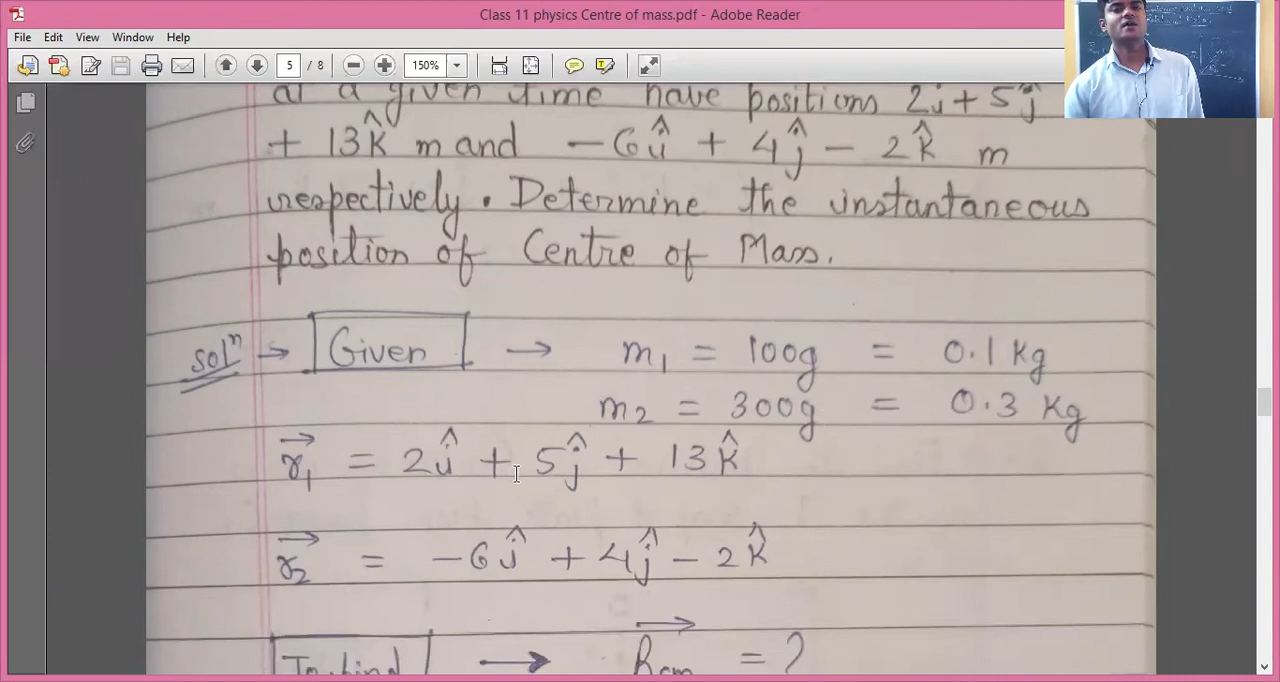 Class 11 physics Centre of mass.pdf - Adobe Reader
File Edit View Window Help
5 / 8 150%
at a given time have positions 2î + 5ĵ
+ 13k̂ m and -6î + 4ĵ - 2k̂ m
respectively. Determine the instantaneous
position of Centre of Mass.
Solⁿ → Given → m₁ = 100g = 0.1 Kg
m₂ = 300g = 0.3 Kg
r⃗₁ = 2î + 5ĵ + 13k̂
r⃗₂ = -6î + 4ĵ - 2k̂
To find → R⃗cm = ?